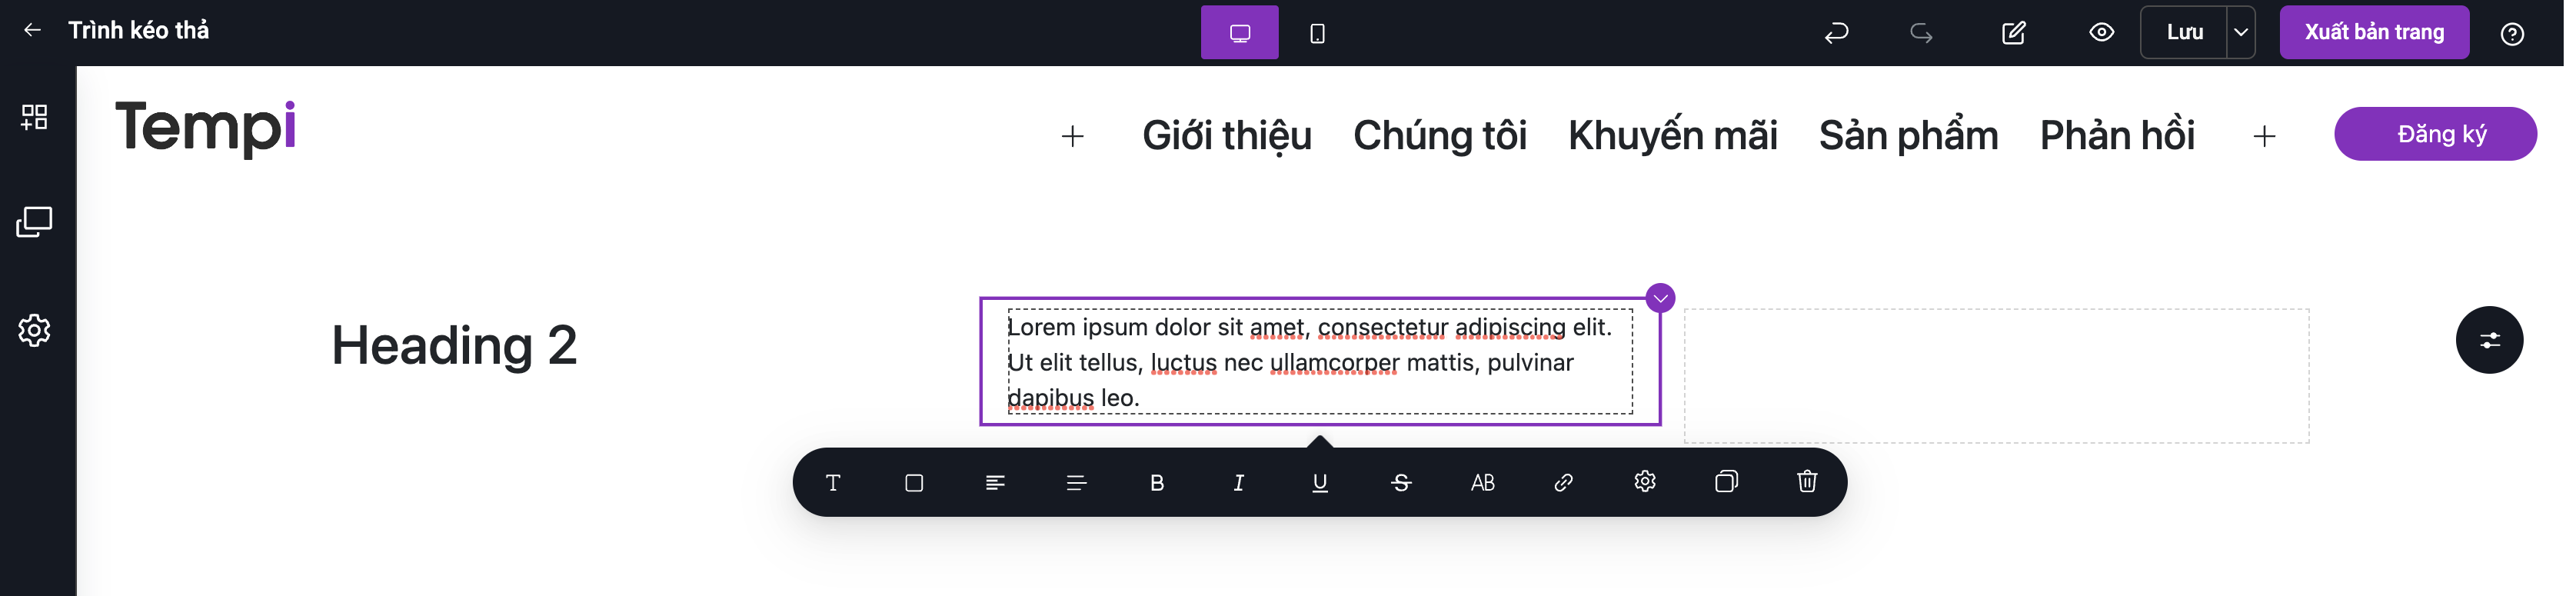 Trình kéo thả
Lưu
Xuất bản trang
Tempi
Giới thiệu Chúng tôi Khuyến mãi Sản phẩm Phản hồi
Đăng ký
Heading 2
Lorem ipsum dolor sit amet, consectetur adipiscing elit.
Ut elit tellus, luctus nec ullamcorper mattis, pulvinar
dapibus leo.
T B I U S AB